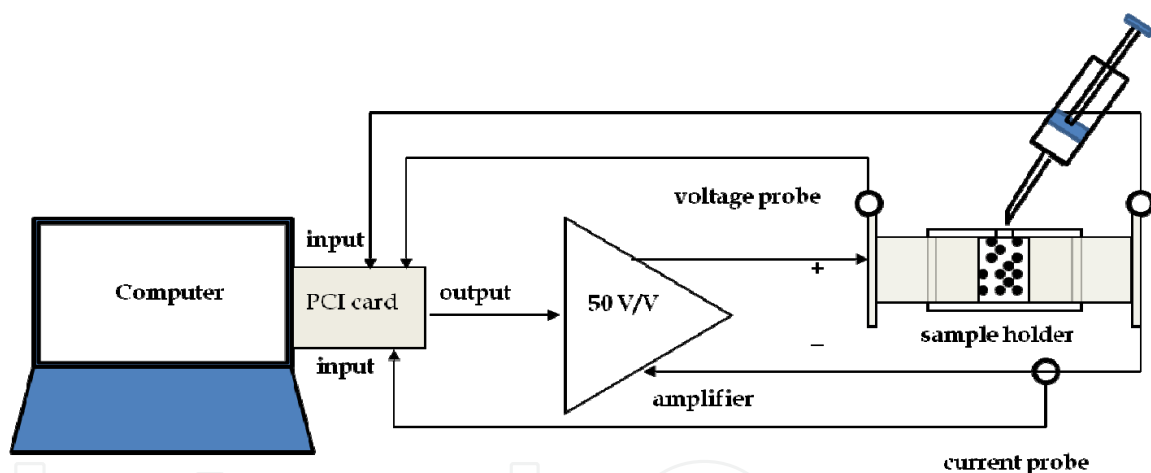 voltage probe
input
Computer
PCI card
output
50 V/V
+
sample holder
input
−
amplifier
current probe